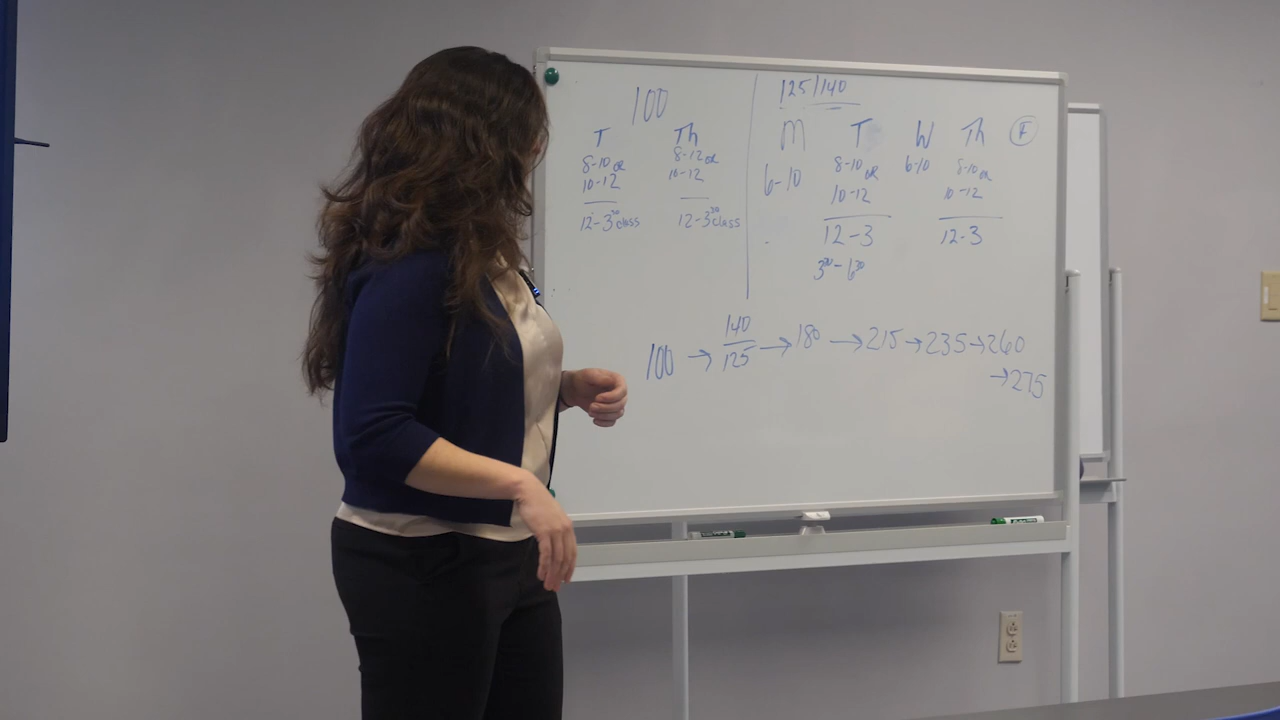 100
T Th
8-10 OR 8-12 OR
10-12 10-12
12-3³⁰ class 12-3³⁰ class
125/140
M T W Th F
6-10 8-10 OR 6-10 8-10 OR
10-12 10-12
12-3 12-3
3³⁰-6³⁰
100 → 140/125 → 180 → 215 → 235 → 260
→ 275